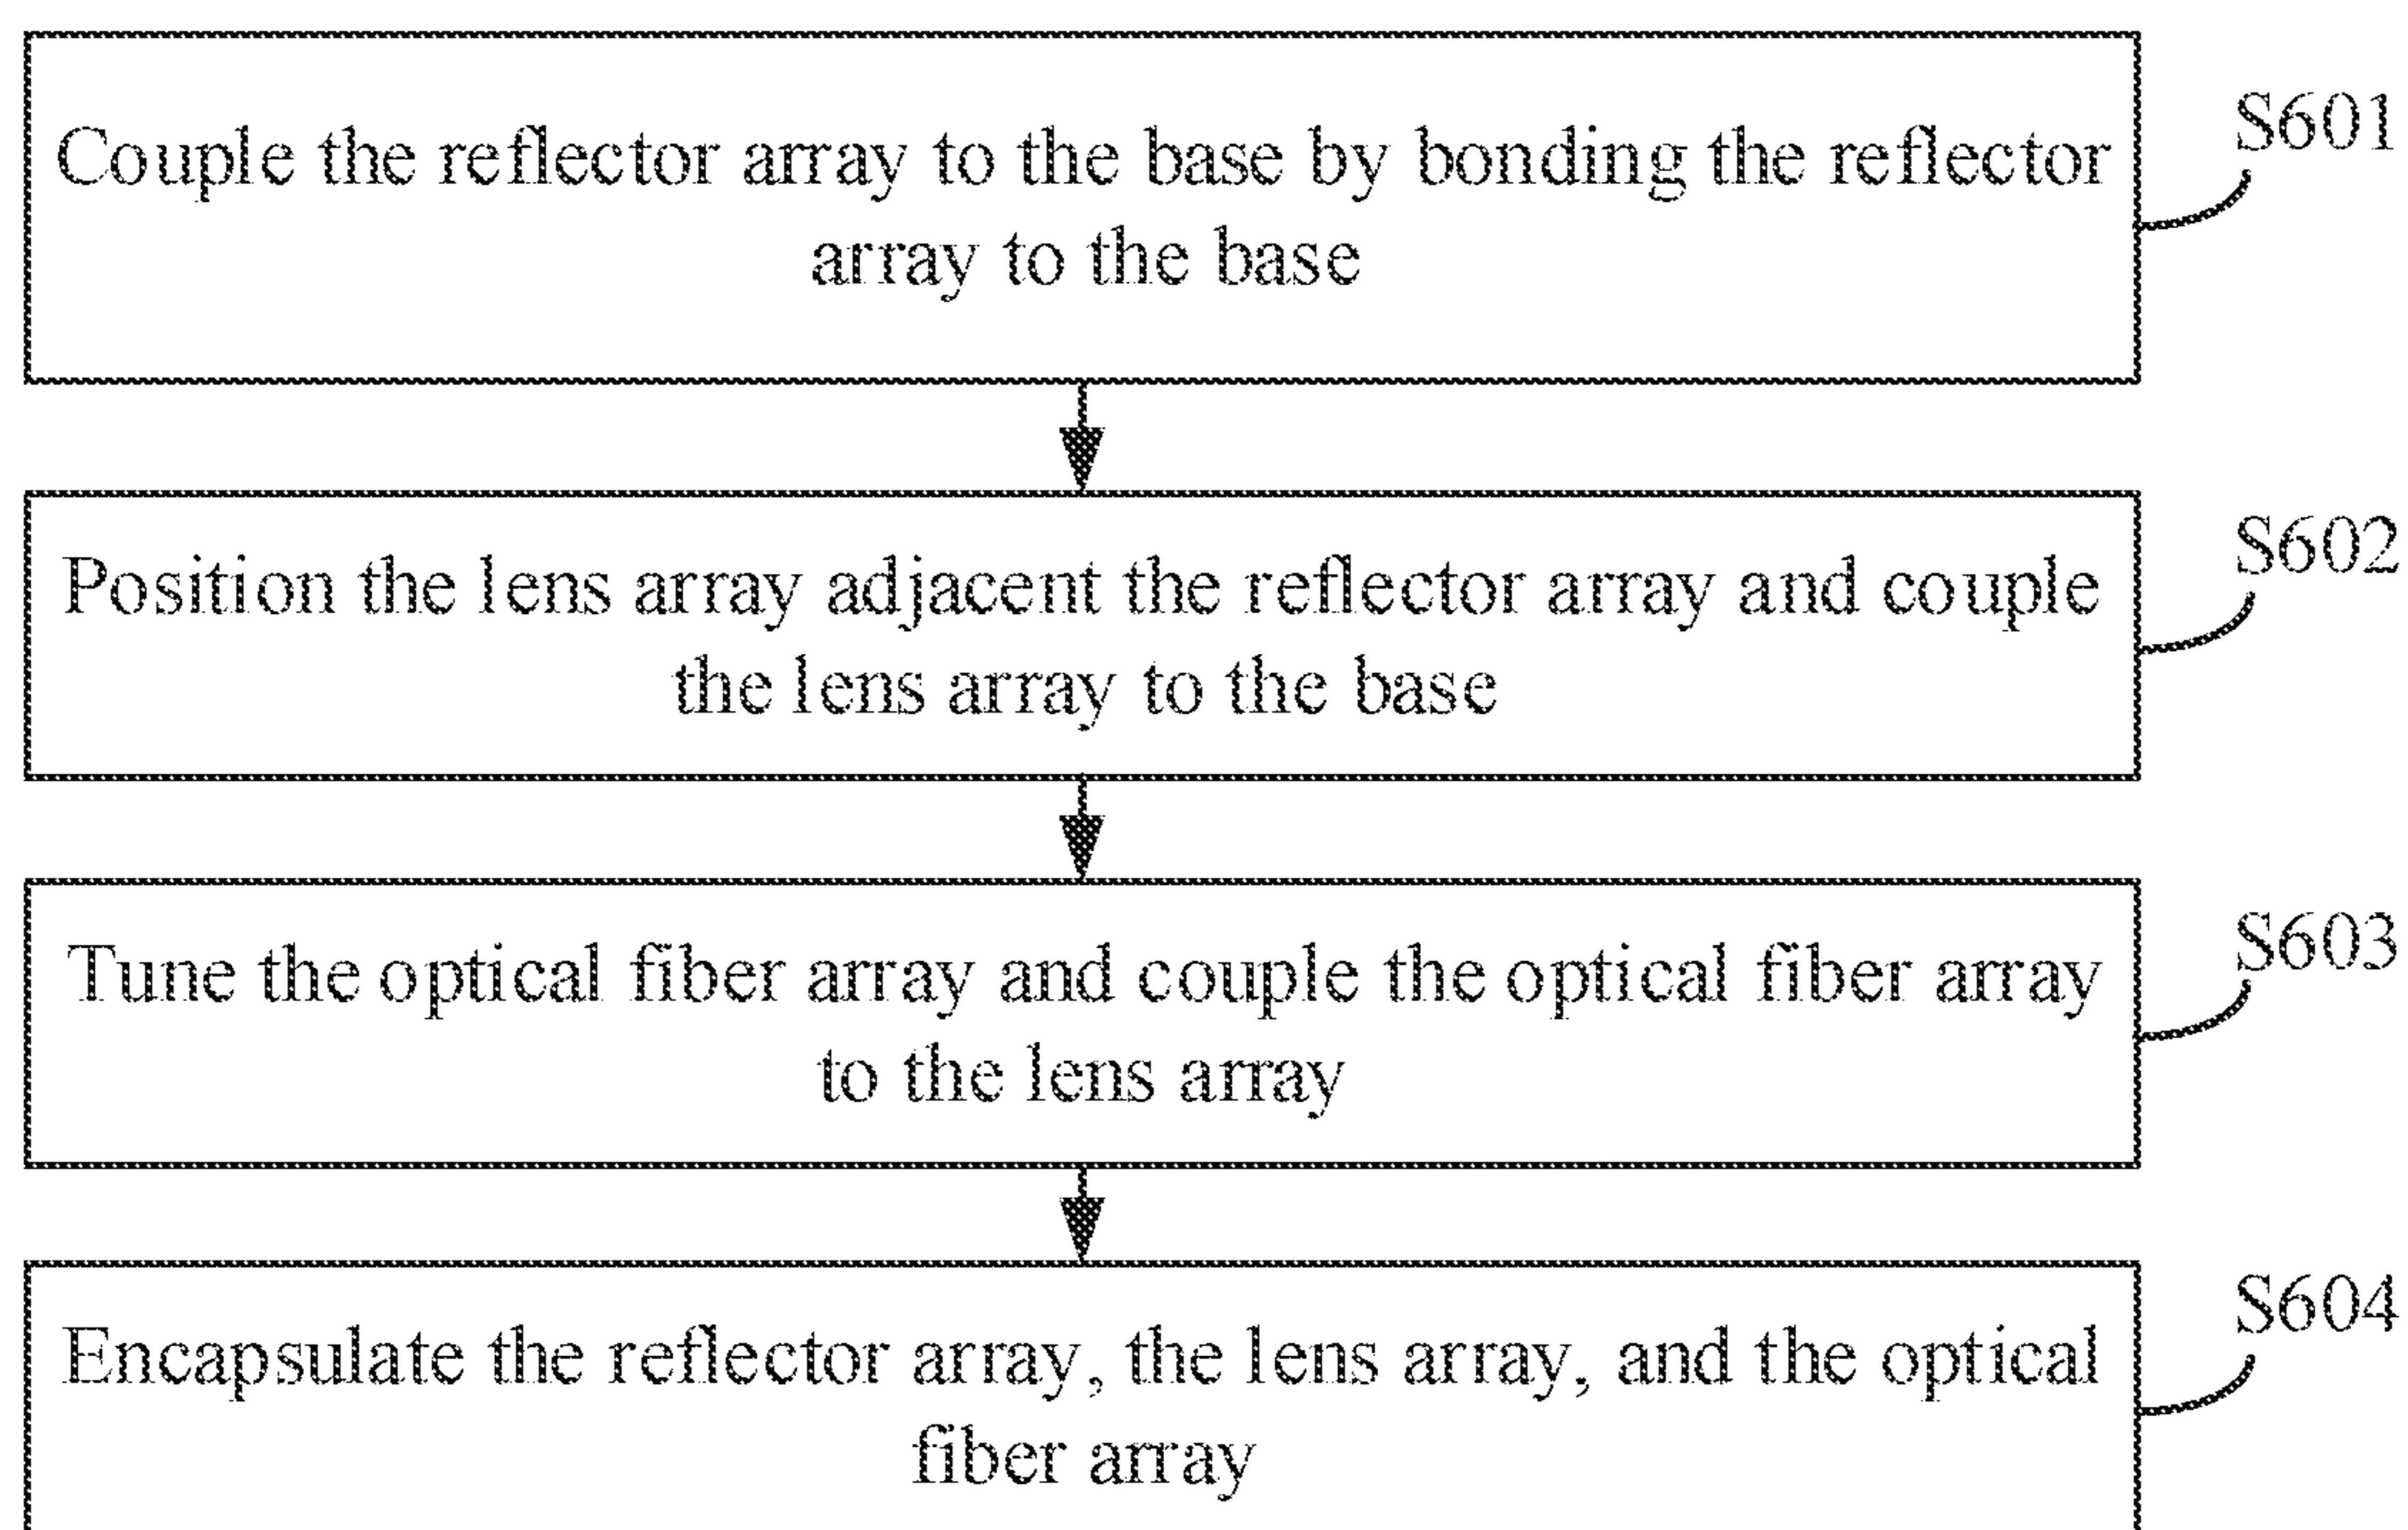 Couple the reflector array to the base by bonding the reflector
array to the base
S601
Position the lens array adjacent the reflector array and couple
the lens array to the base
S602
Tune the optical fiber array and couple the optical fiber array
to the lens array
S603
Encapsulate the reflector array, the lens array, and the optical
fiber array
S604